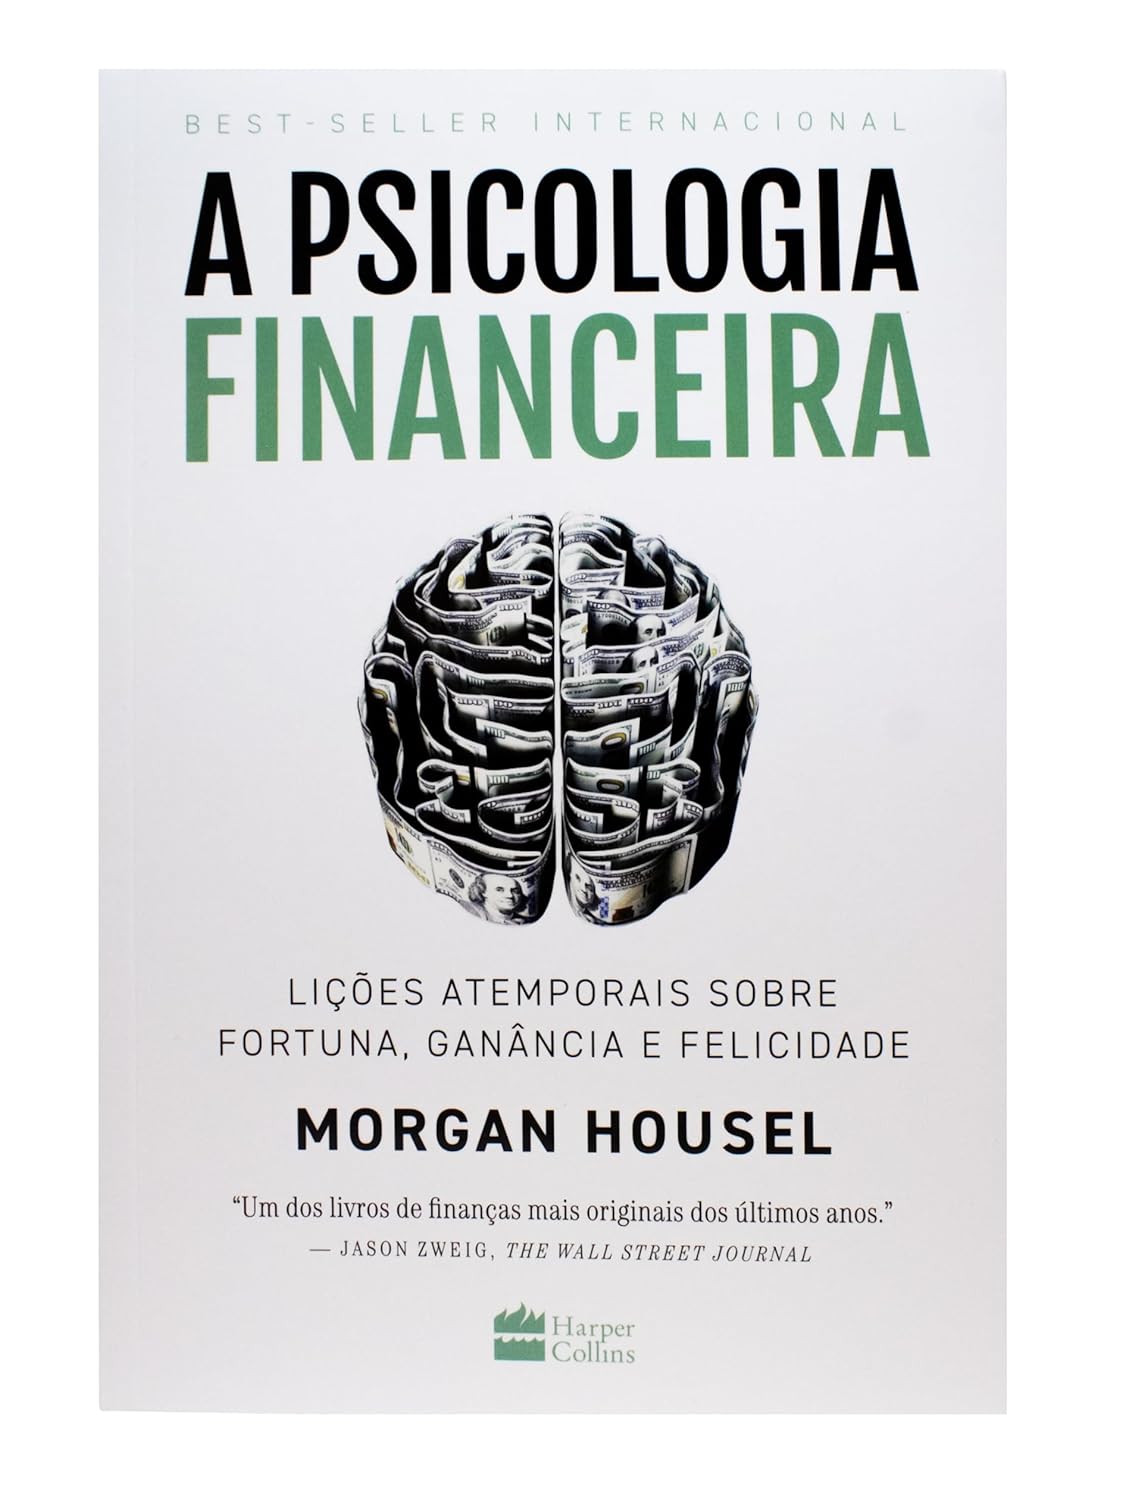 BEST-SELLER INTERNACIONAL
A PSICOLOGIA
FINANCEIRA
LIÇÕES ATEMPORAIS SOBRE
FORTUNA, GANÂNCIA E FELICIDADE
MORGAN HOUSEL
“Um dos livros de finanças mais originais dos últimos anos.”
— JASON ZWEIG, THE WALL STREET JOURNAL
Harper
Collins